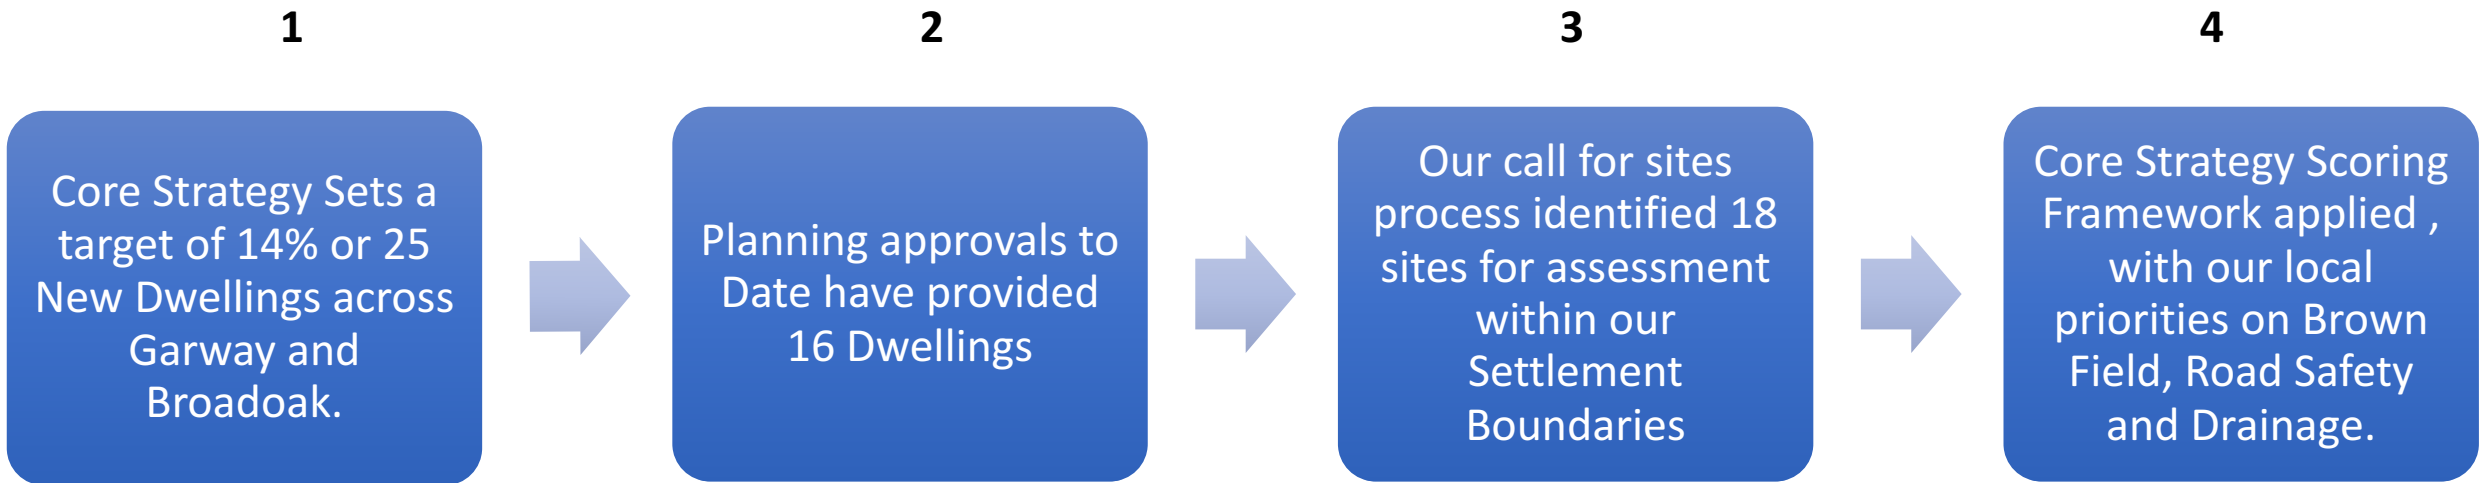 1
Core Strategy Sets a
target of 14% or 25
New Dwellings across
Garway and
Broadoak.
2
Planning approvals to
Date have provided
16 Dwellings
3
Our call for sites
process identified 18
sites for assessment
within our
Settlement
Boundaries
4
Core Strategy Scoring
Framework applied ,
with our local
priorities on Brown
Field, Road Safety
and Drainage.